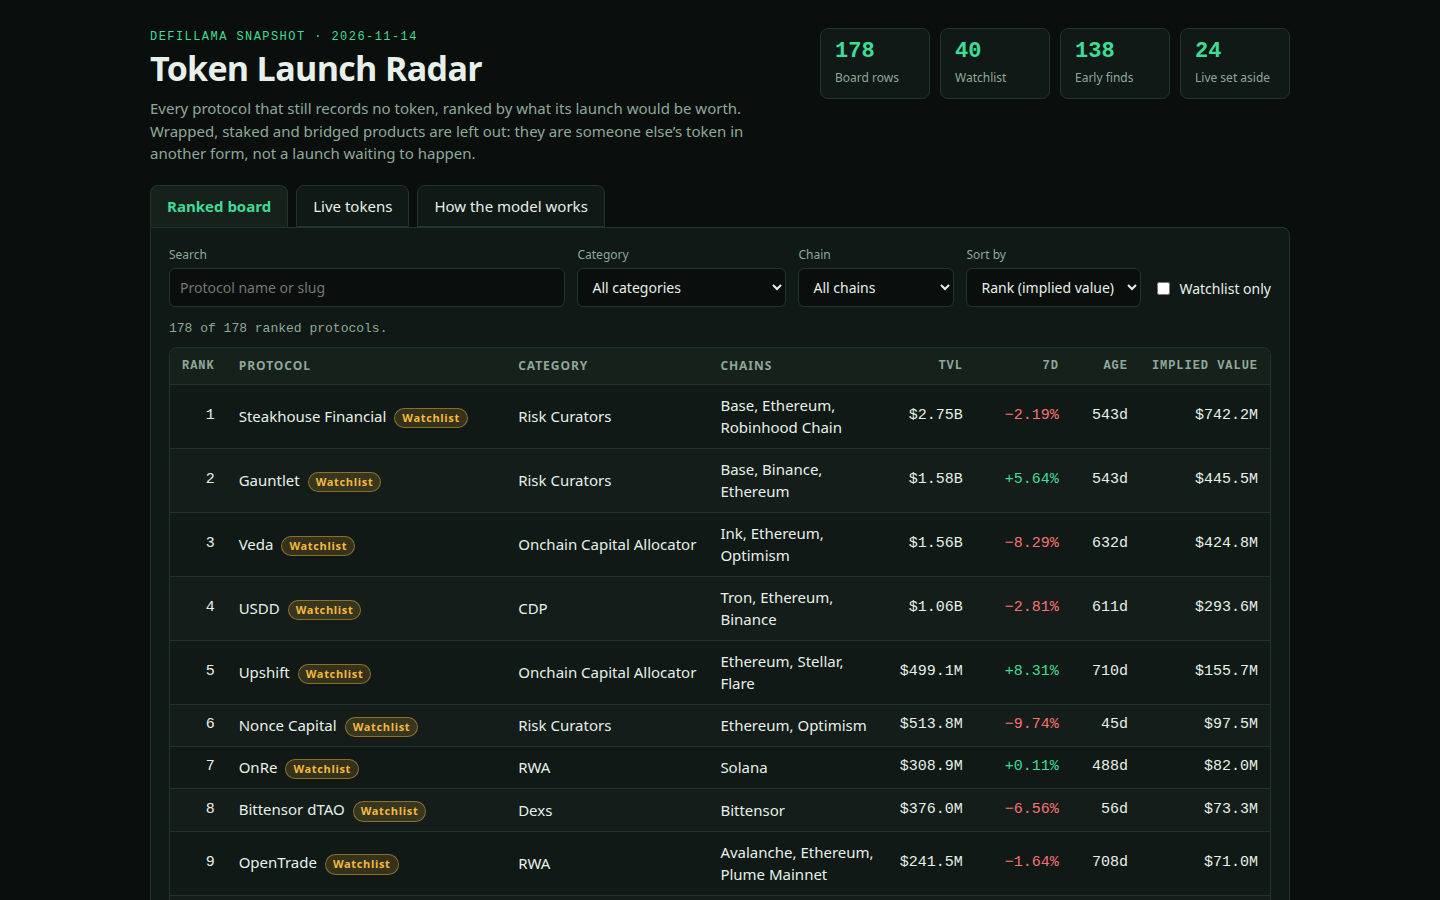 DEFILLAMA SNAPSHOT · 2026-11-14
Token Launch Radar
Every protocol that still records no token, ranked by what its launch would be worth.
Wrapped, staked and bridged products are left out: they are someone else's token in
another form, not a launch waiting to happen.
178
Board rows
40
Watchlist
138
Early finds
24
Live set aside
Ranked board
Live tokens
How the model works
Search
Category
Chain
Sort by
Protocol name or slug
All categories
All chains
Rank (implied value)
Watchlist only
178 of 178 ranked protocols.
RANK PROTOCOL CATEGORY CHAINS TVL 7D AGE IMPLIED VALUE
1 Steakhouse Financial Watchlist Risk Curators Base, Ethereum, $2.75B −2.19% 543d $742.2M
Robinhood Chain
2 Gauntlet Watchlist Risk Curators Base, Binance, $1.58B +5.64% 543d $445.5M
Ethereum
3 Veda Watchlist Onchain Capital Allocator Ink, Ethereum, $1.56B −8.29% 632d $424.8M
Optimism
4 USDD Watchlist CDP Tron, Ethereum, $1.06B −2.81% 611d $293.6M
Binance
5 Upshift Watchlist Onchain Capital Allocator Ethereum, Stellar, $499.1M +8.31% 710d $155.7M
Flare
6 Nonce Capital Watchlist Risk Curators Ethereum, Optimism $513.8M −9.74% 45d $97.5M
7 OnRe Watchlist RWA Solana $308.9M +0.11% 488d $82.0M
8 Bittensor dTAO Watchlist Dexs Bittensor $376.0M −6.56% 56d $73.3M
9 OpenTrade Watchlist RWA Avalanche, Ethereum, $241.5M −1.64% 708d $71.0M
Plume Mainnet